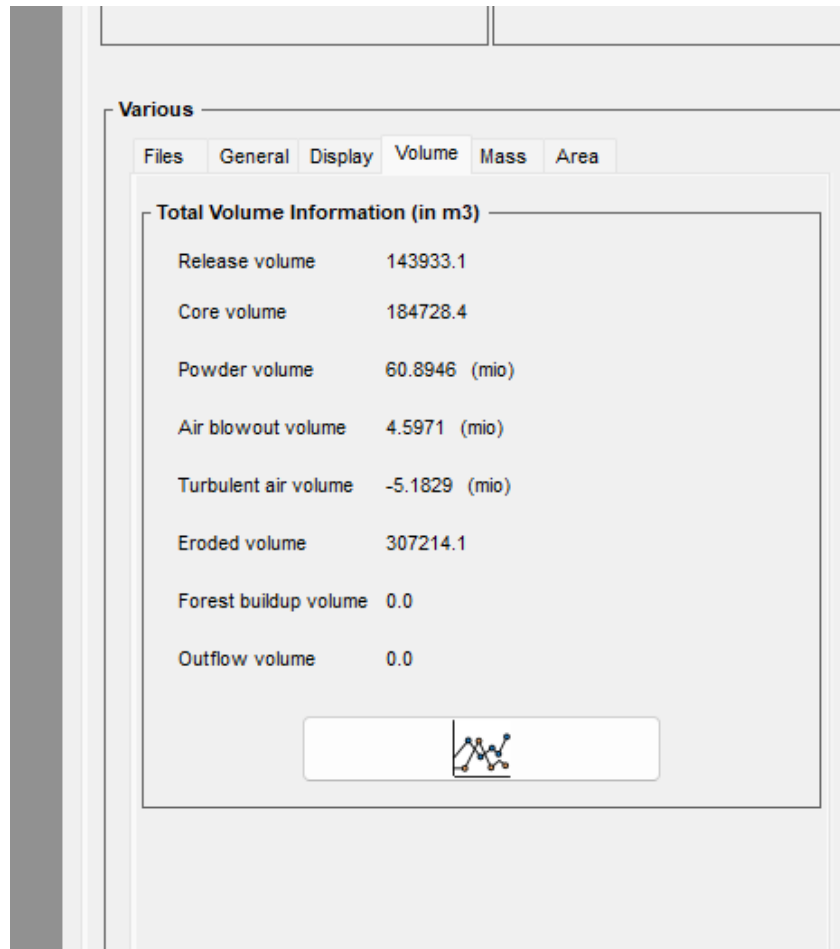 Various
Files General Display Volume Mass Area
Total Volume Information (in m3)
Release volume 143933.1
Core volume 184728.4
Powder volume 60.8946 (mio)
Air blowout volume 4.5971 (mio)
Turbulent air volume -5.1829 (mio)
Eroded volume 307214.1
Forest buildup volume 0.0
Outflow volume 0.0